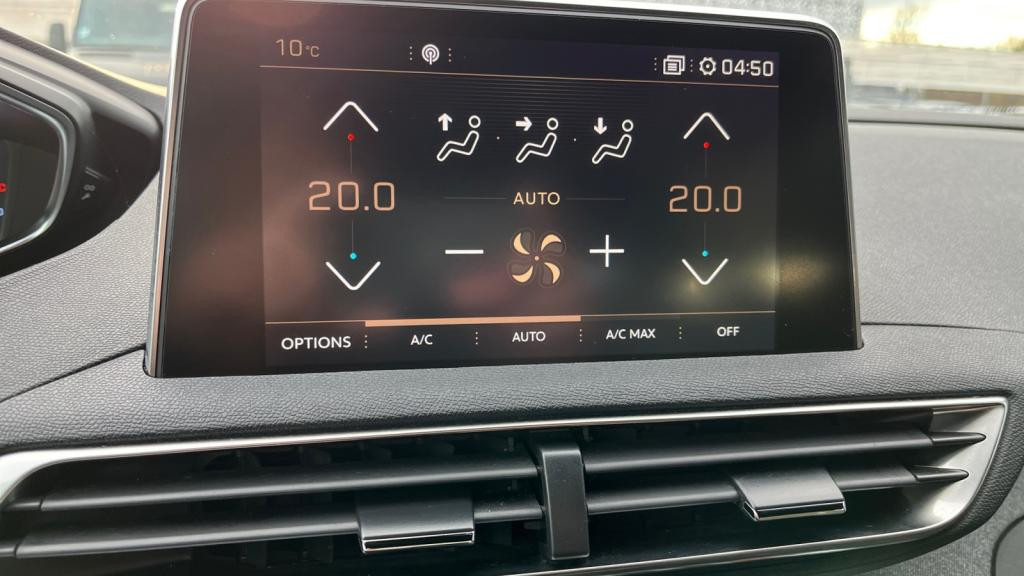 10°C
04:50
20.0
20.0
AUTO
OPTIONS A/C AUTO A/C MAX OFF